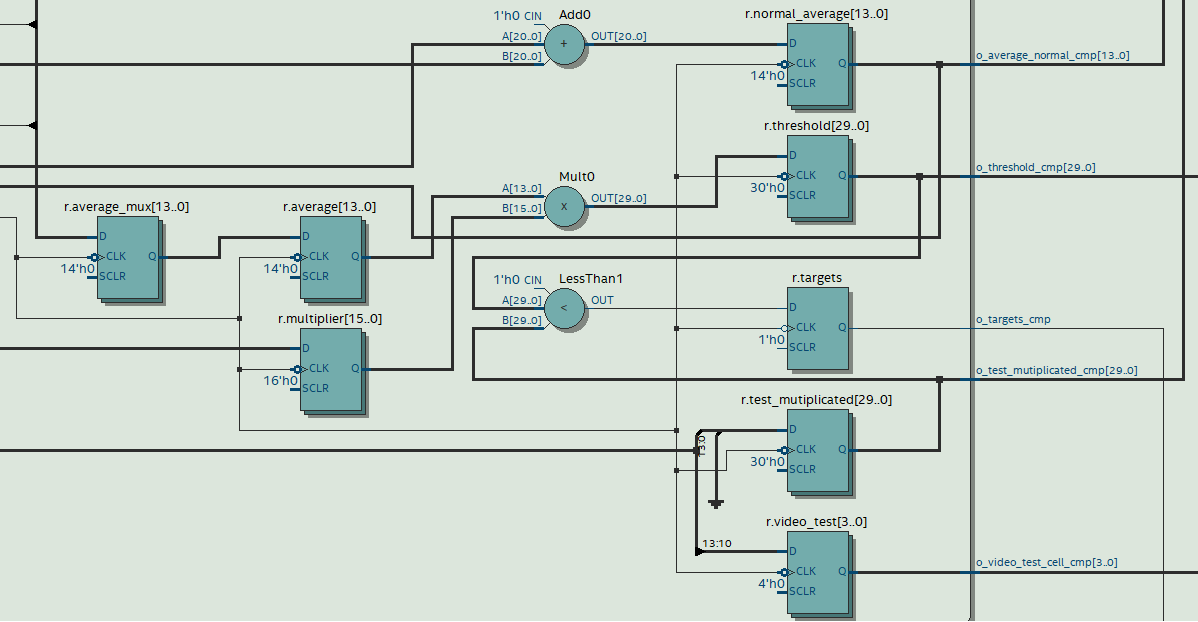 1'h0 CIN
Add0
A[20..0]
B[20..0]
+
OUT[20..0]
r.normal_average[13..0]
D
CLK
Q
14'h0
SCLR
o_average_normal_cmp[13..0]
r.threshold[29..0]
D
CLK
Q
30'h0
SCLR
o_threshold_cmp[29..0]
Mult0
A[13..0]
B[15..0]
x
OUT[29..0]
r.average_mux[13..0]
D
CLK
Q
14'h0
SCLR
r.average[13..0]
D
CLK
Q
14'h0
SCLR
1'h0 CIN
LessThan1
A[29..0]
B[29..0]
<
OUT
r.targets
D
CLK
Q
1'h0
SCLR
o_targets_cmp
r.multiplier[15..0]
D
CLK
Q
16'h0
SCLR
o_test_mutiplicated_cmp[29..0]
r.test_mutiplicated[29..0]
13:0
D
CLK
Q
30'h0
SCLR
r.video_test[3..0]
13:10
D
CLK
Q
4'h0
SCLR
o_video_test_cell_cmp[3..0]